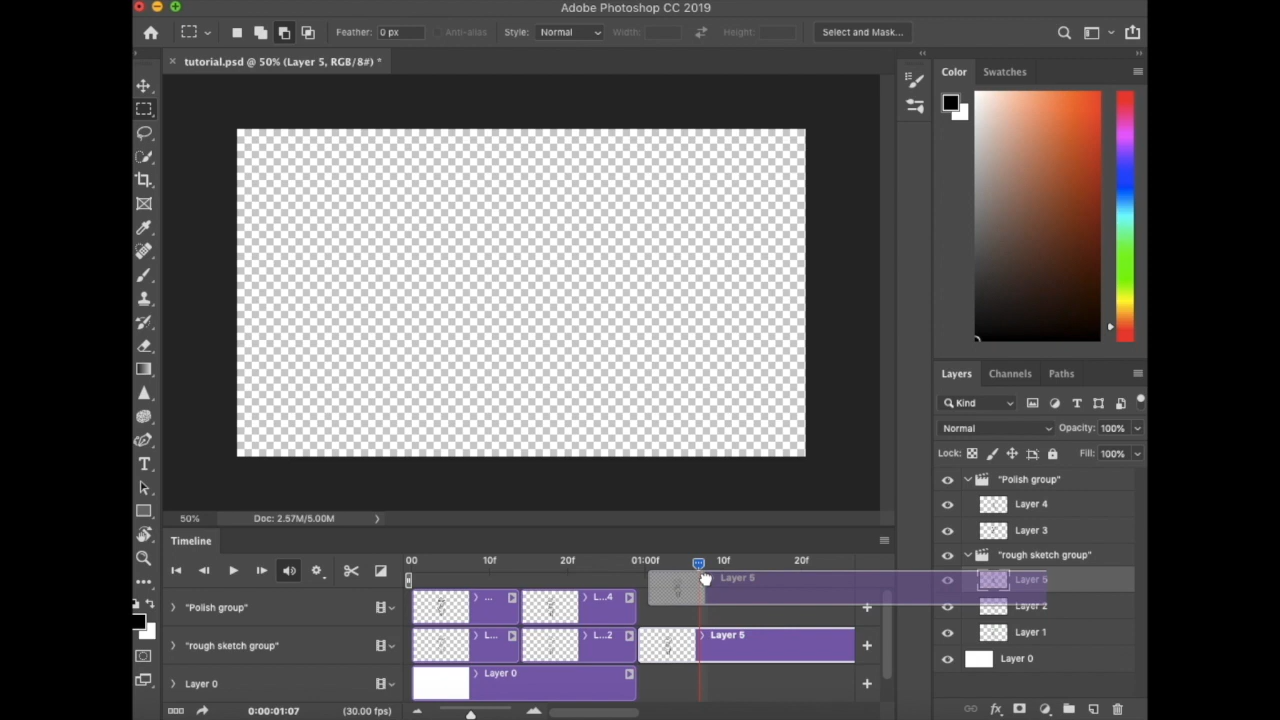 Adobe Photoshop CC 2019
Feather: 0 px Anti-alias Style: Normal Width: Height: Select and Mask...
× tutorial.psd @ 50% (Layer 5, RGB/8#) *
Color Swatches
Layers Channels Paths
Kind
Normal Opacity: 100%
Lock: Fill: 100%
"Polish group"
Layer 4
Layer 3
"rough sketch group"
Layer 5
Layer 2
Layer 1
Layer 0
50% Doc: 2.57M/5.00M
Timeline
00 10f 20f 01:00f 10f 20f
Layer 5
"Polish group" ... L...4
"rough sketch group" L... L...2 Layer 5
Layer 0 Layer 0
0:00:01:07 (30.00 fps)